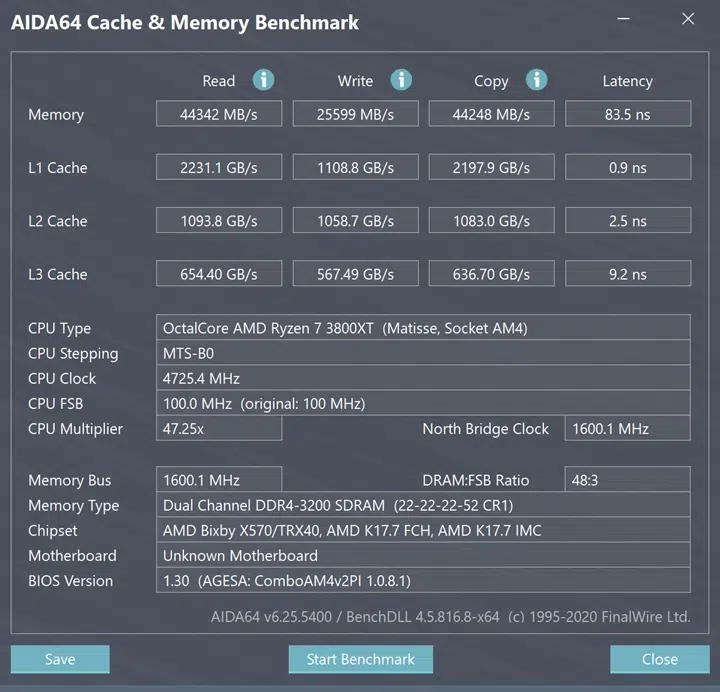 AIDA64 Cache & Memory Benchmark
Read Write Copy Latency
Memory 44342 MB/s 25599 MB/s 44248 MB/s 83.5 ns
L1 Cache 2231.1 GB/s 1108.8 GB/s 2197.9 GB/s 0.9 ns
L2 Cache 1093.8 GB/s 1058.7 GB/s 1083.0 GB/s 2.5 ns
L3 Cache 654.40 GB/s 567.49 GB/s 636.70 GB/s 9.2 ns
CPU Type OctalCore AMD Ryzen 7 3800XT (Matisse, Socket AM4)
CPU Stepping MTS-B0
CPU Clock 4725.4 MHz
CPU FSB 100.0 MHz (original: 100 MHz)
CPU Multiplier 47.25x North Bridge Clock 1600.1 MHz
Memory Bus 1600.1 MHz DRAM:FSB Ratio 48:3
Memory Type Dual Channel DDR4-3200 SDRAM (22-22-22-52 CR1)
Chipset AMD Bixby X570/TRX40, AMD K17.7 FCH, AMD K17.7 IMC
Motherboard Unknown Motherboard
BIOS Version 1.30 (AGESA: ComboAM4v2PI 1.0.8.1)
AIDA64 v6.25.5400 / BenchDLL 4.5.816.8-x64 (c) 1995-2020 FinalWire Ltd.
Save Start Benchmark Close